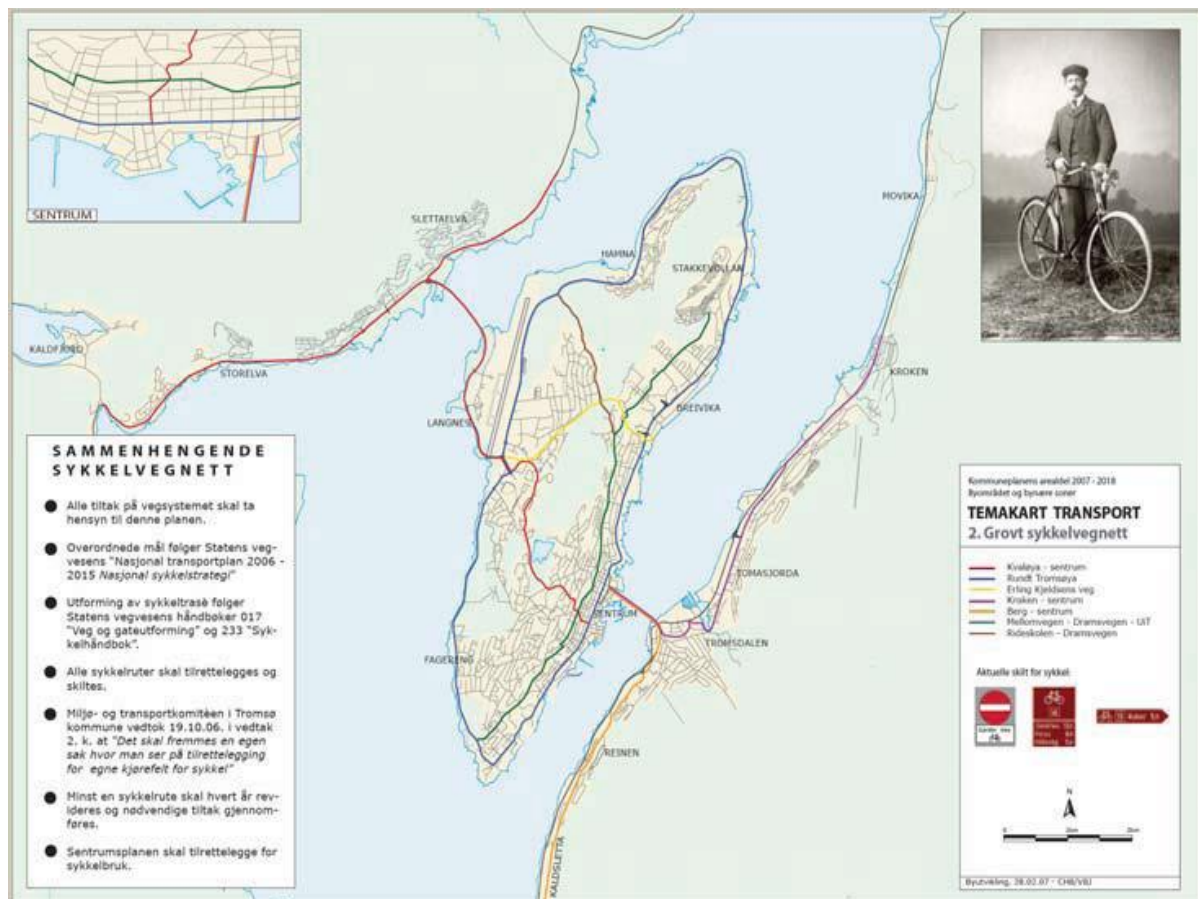 SENTRUM
SLETTAELVA
HAMNA
STAKKEVOLLAN
MOVIKA
KALDFJORD
STORELVA
LANGNES
BREIVIKA
KROKEN
TOMASJORDA
SENTRUM
TROMSDALEN
FAGERENG
REINEN
KALDSLETTA
SAMMENHENGENDE
SYKKELVEGNETT
● Alle tiltak på vegsystemet skal ta
hensyn til denne planen.
● Overordnede mål følger Statens veg-
vesens "Nasjonal transportplan 2006 -
2015 Nasjonal sykkelstrategi"
● Utforming av sykkeltrasè følger
Statens vegvesens håndbøker 017
"Veg og gateutforming" og 233 "Syk-
kelhåndbok".
● Alle sykkelruter skal tilrettelegges og
skiltes.
● Miljø- og transportkomitèen i Tromsø
kommune vedtok 19.10.06. i vedtak
2. k. at "Det skal fremmes en egen
sak hvor man ser på tilrettelegging
for egne kjørefelt for sykkel"
● Minst en sykkelrute skal hvert år rev-
ideres og nødvendige tiltak gjennom-
føres.
● Sentrumsplanen skal tilrettelegge for
sykkelbruk.
Kommuneplanens arealdel 2007 - 2018
Byområdet og bynære soner
TEMAKART TRANSPORT
2. Grovt sykkelvegnett
Kvaløya - sentrum
Rundt Tromsøya
Erling Kjeldsens veg
Kroken - sentrum
Berg - sentrum
Mellomvegen - Dramsvegen - UiT
Rideskolen - Dramsvegen
Aktuelle skilt for sykkel:
N
0
Byutvikling, 28.02.07 - CHB/VBJ